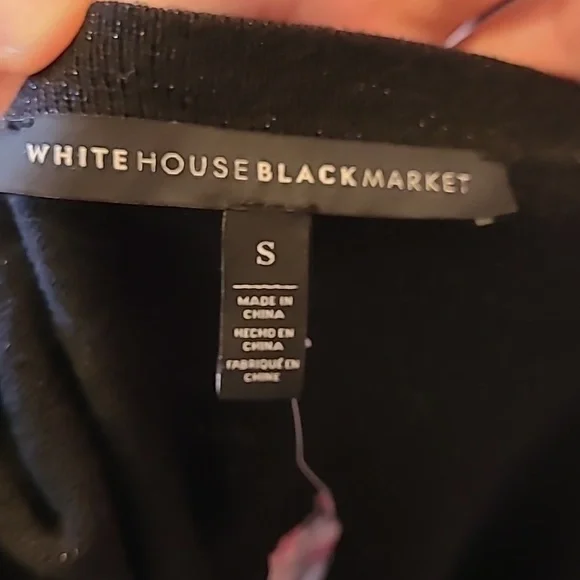 WHITE HOUSE BLACK MARKET
S
MADE IN
CHINA
HECHO EN
CHINA
FABRIQUÉ EN
CHINE